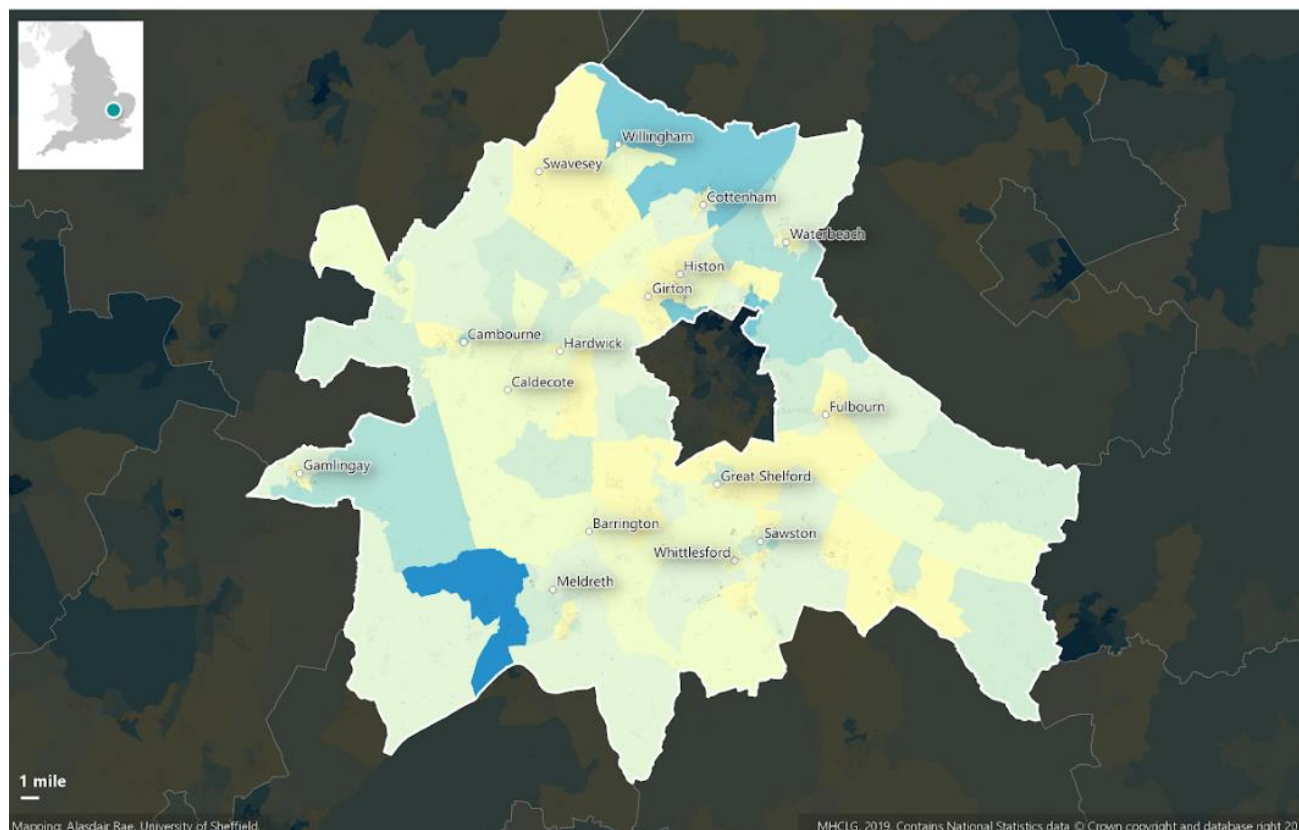 Willingham
Swavesey
Cottenham
Waterbeach
Histon
Girton
Cambourne
Hardwick
Caldecote
Fulbourn
Gamlingay
Great Shelford
Barrington
Sawston
Whittlesford
Meldreth
1 mile
Mapping: Alasdair Rae, University of Sheffield.
MHCLG, 2019. Contains National Statistics data © Crown copyright and database right 20